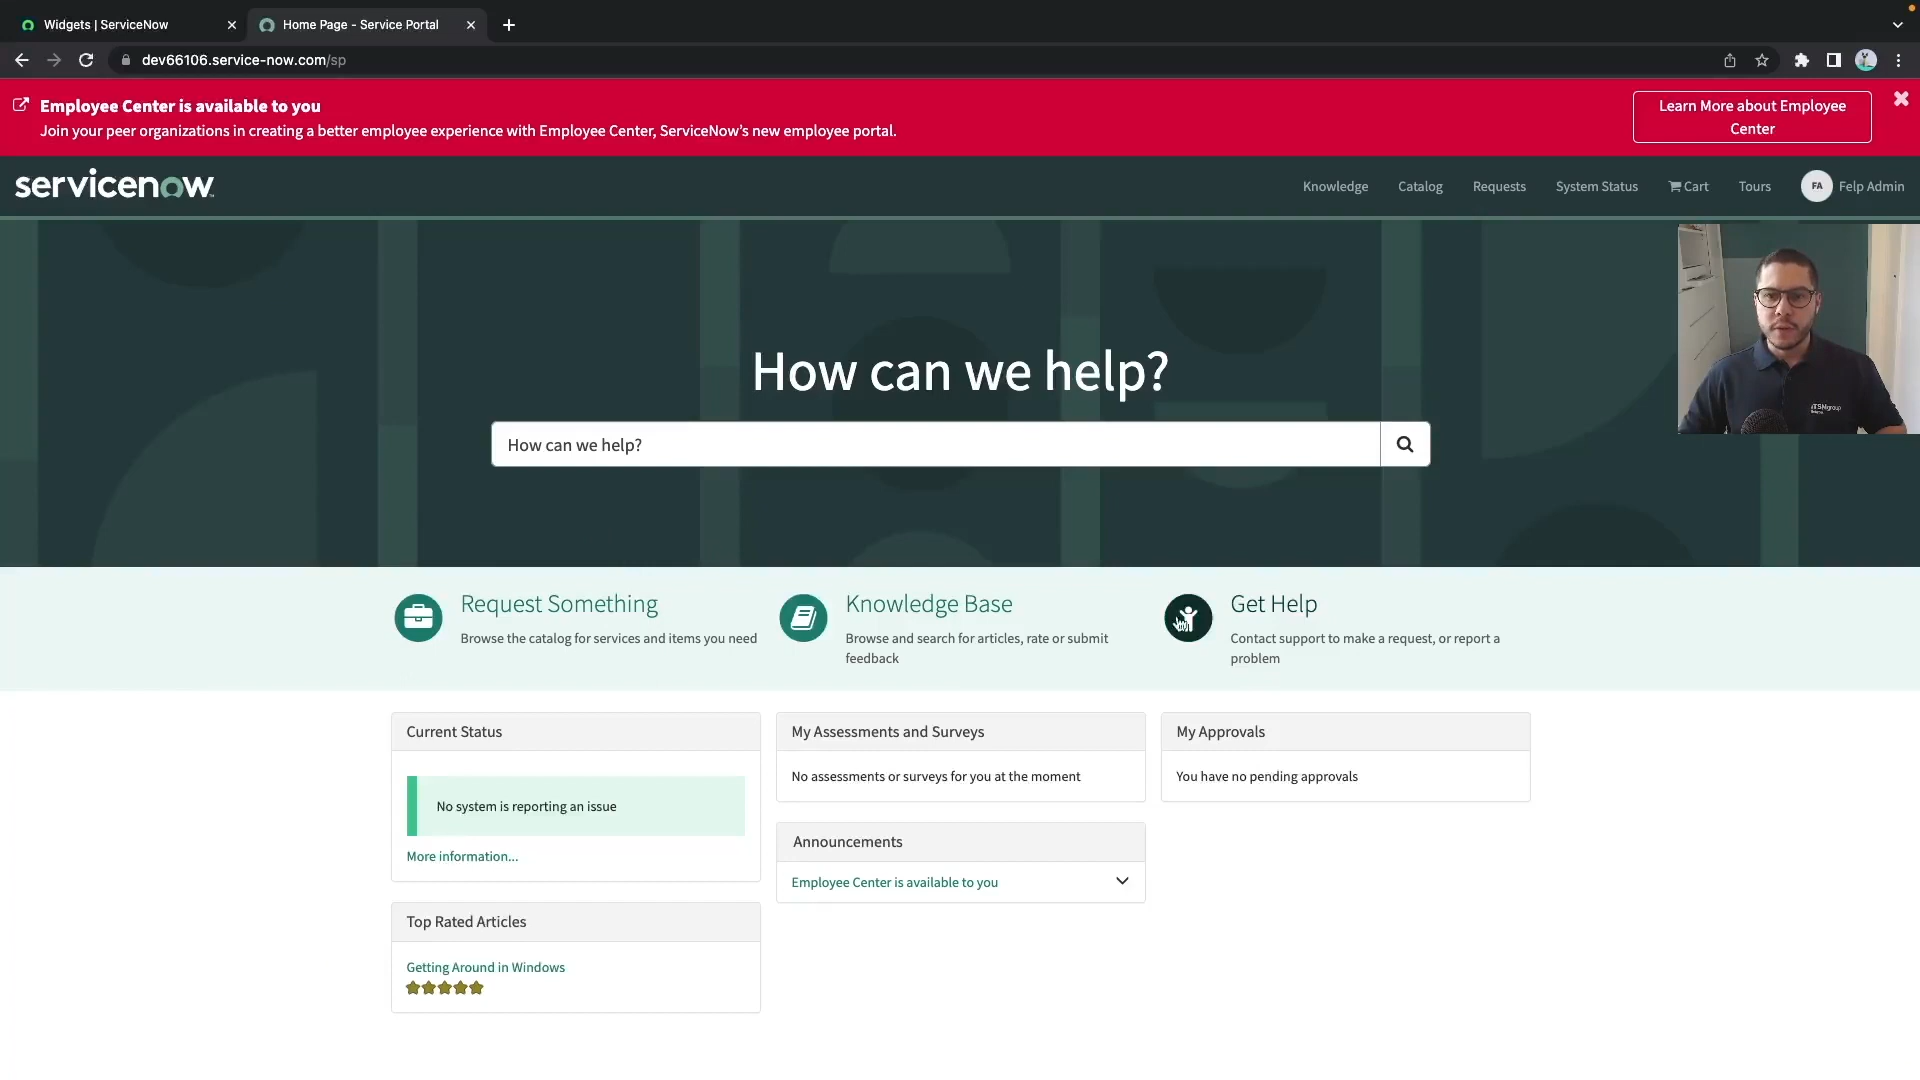 Widgets | ServiceNow
Home Page - Service Portal
dev66106.service-now.com/sp
Employee Center is available to you
Join your peer organizations in creating a better employee experience with Employee Center, ServiceNow's new employee portal.
Learn More about Employee
Center
servicenow
Knowledge
Catalog
Requests
System Status
Cart
Tours
FA
Felp Admin
How can we help?
How can we help?
ITSMgroup
Request Something
Browse the catalog for services and items you need
Knowledge Base
Browse and search for articles, rate or submit
feedback
Get Help
Contact support to make a request, or report a
problem
Current Status
No system is reporting an issue
More information...
Top Rated Articles
Getting Around in Windows
My Assessments and Surveys
No assessments or surveys for you at the moment
Announcements
Employee Center is available to you
My Approvals
You have no pending approvals